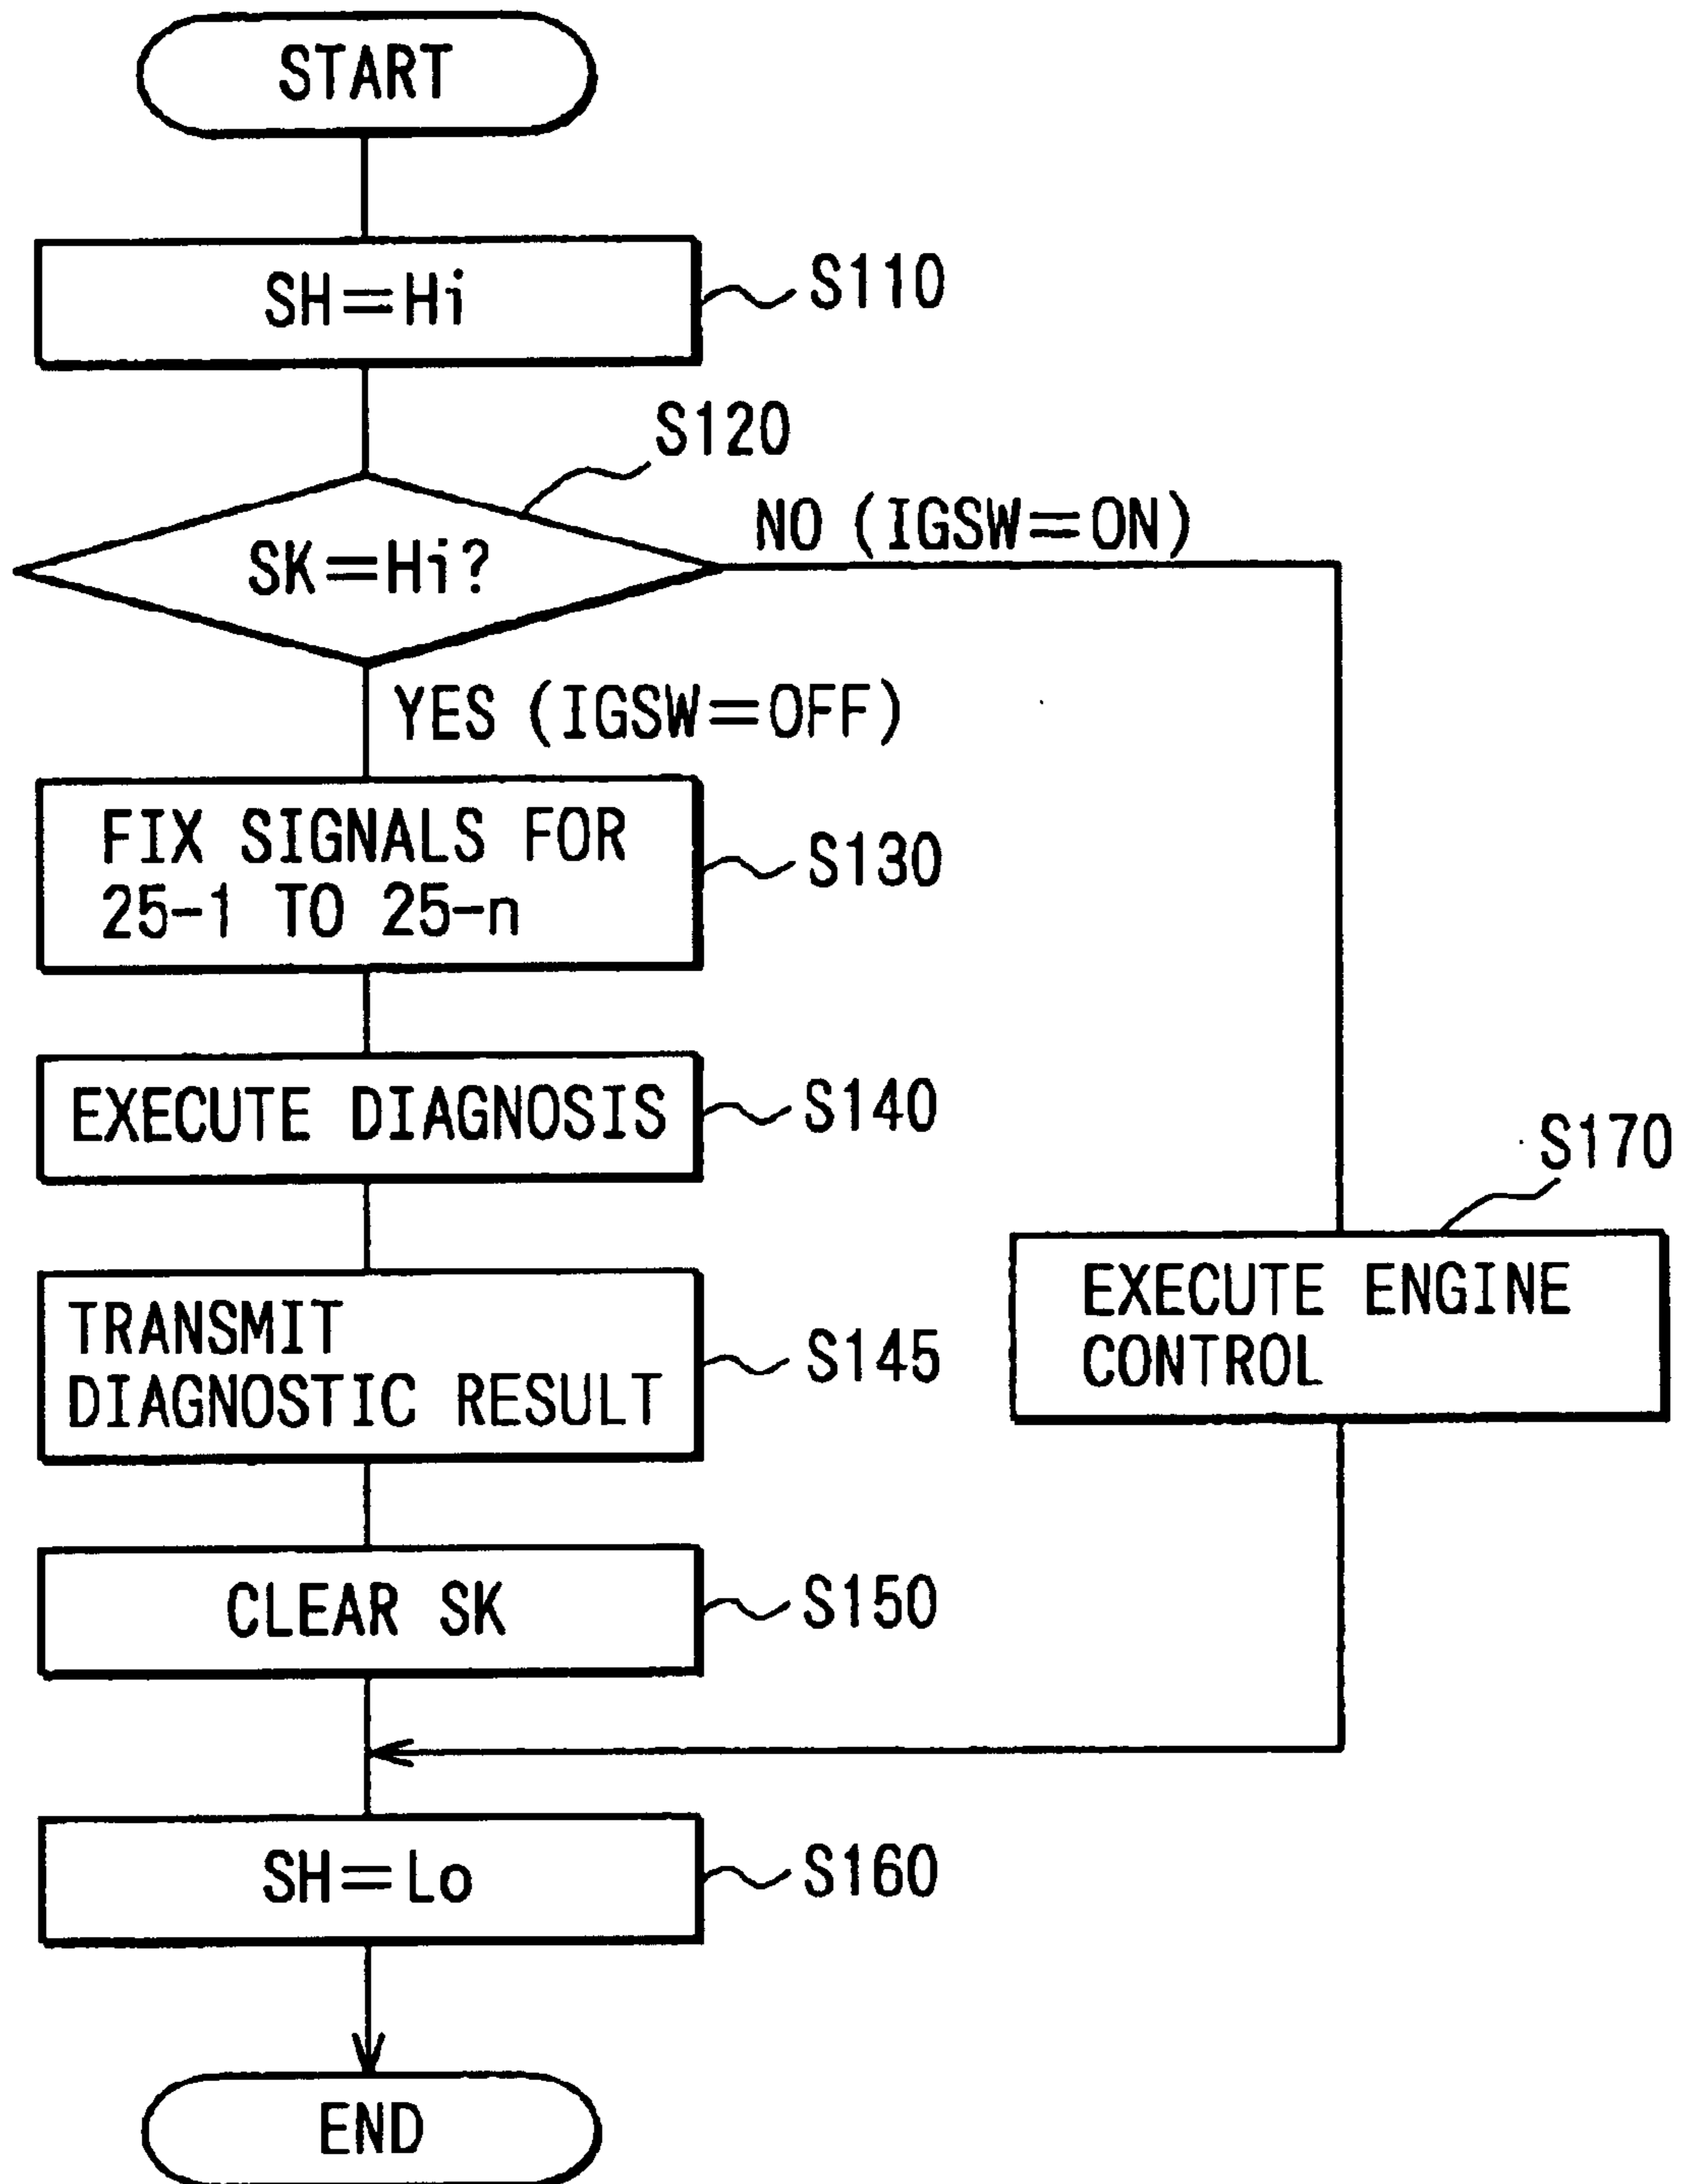 START
SH=Hi
S110
S120
SK=Hi?
NO (IGSW=ON)
YES (IGSW=OFF)
FIX SIGNALS FOR
25-1 TO 25-n
S130
EXECUTE DIAGNOSIS
S140
TRANSMIT
DIAGNOSTIC RESULT
S145
S170
EXECUTE ENGINE
CONTROL
CLEAR SK
S150
SH=Lo
S160
END